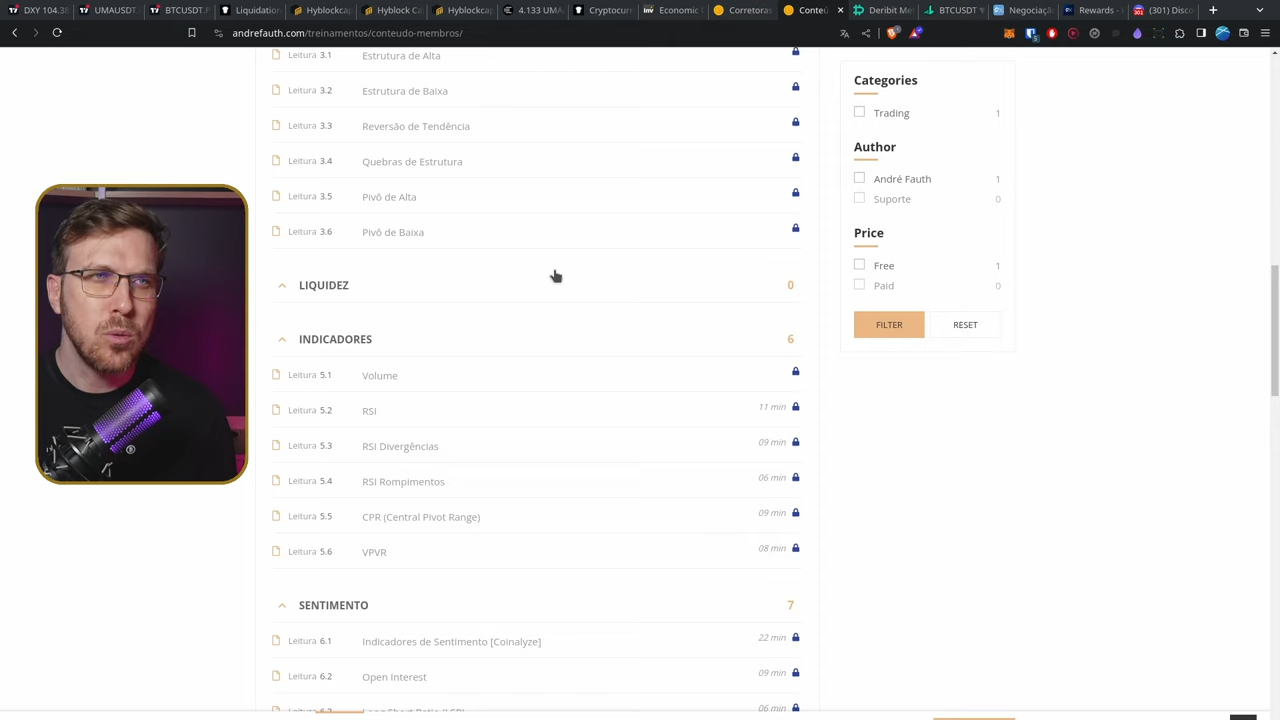 DXY 104.38
UMAUSDT.
BTCUSDT.F
Liquidation
Hyblockcap
Hyblock Ca
Hyblockcap
4.133 UMA
Cryptocurr
Economic
Corretoras
Conteú
Deribit Me
BTCUSDT
Negociação
Rewards -
(301) Disco
andrefauth.com/treinamentos/conteudo-membros/
Leitura 3.1 Estrutura de Alta
Leitura 3.2 Estrutura de Baixa
Leitura 3.3 Reversão de Tendência
Leitura 3.4 Quebras de Estrutura
Leitura 3.5 Pivô de Alta
Leitura 3.6 Pivô de Baixa
LIQUIDEZ 0
INDICADORES 6
Leitura 5.1 Volume
Leitura 5.2 RSI 11 min
Leitura 5.3 RSI Divergências 09 min
Leitura 5.4 RSI Rompimentos 06 min
Leitura 5.5 CPR (Central Pivot Range) 09 min
Leitura 5.6 VPVR 08 min
SENTIMENTO 7
Leitura 6.1 Indicadores de Sentimento [Coinalyze] 22 min
Leitura 6.2 Open Interest 09 min
06 min
Categories
Trading 1
Author
André Fauth 1
Suporte 0
Price
Free 1
Paid 0
FILTER RESET